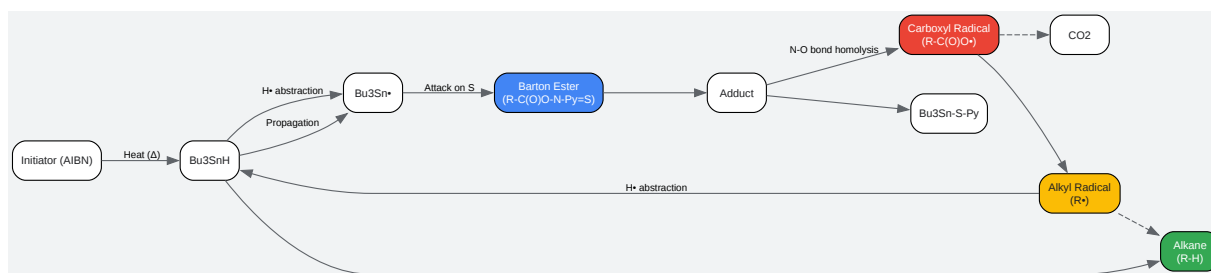 Carboxyl Radical
(R-C(O)O•)
CO2
N-O bond homolysis
H• abstraction
Bu3Sn•
Attack on S
Barton Ester
(R-C(O)O-N-Py=S)
Adduct
Bu3Sn-S-Py
Propagation
Initiator (AIBN)
Heat (Δ)
Bu3SnH
H• abstraction
Alkyl Radical
(R•)
Alkane
(R-H)